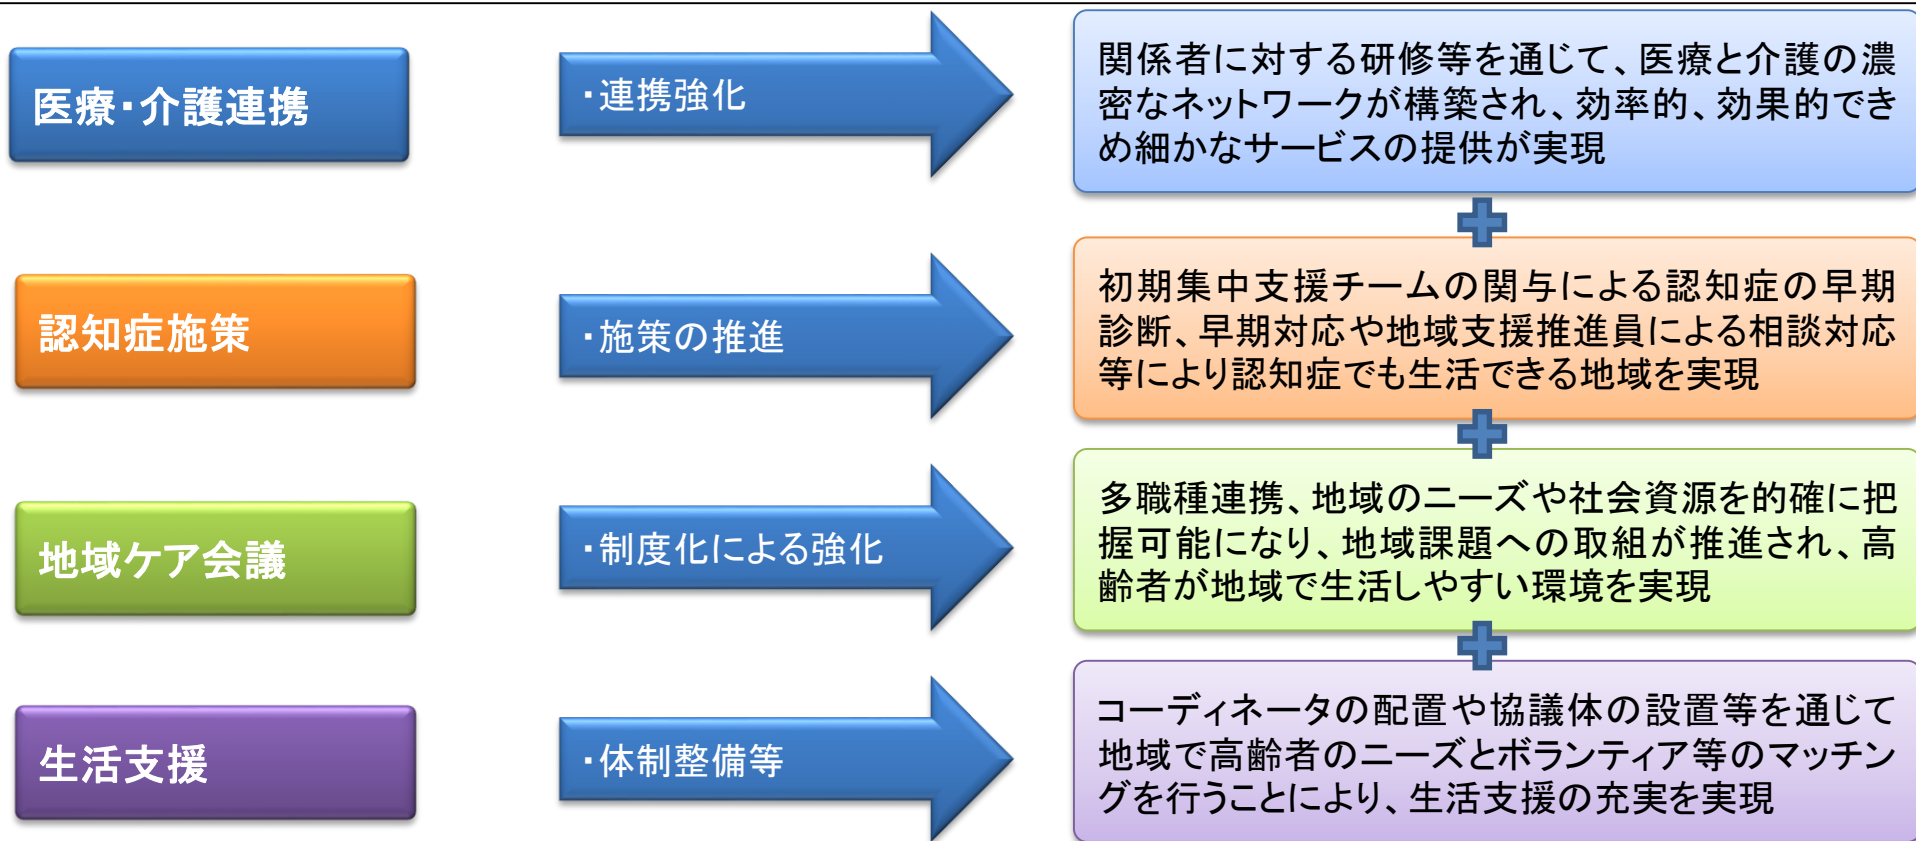 医療・介護連携
・連携強化
関係者に対する研修等を通じて、医療と介護の濃
密なネットワークが構築され、効率的、効果的でき
め細かなサービスの提供が実現
認知症施策
・施策の推進
初期集中支援チームの関与による認知症の早期
診断、早期対応や地域支援推進員による相談対応
等により認知症でも生活できる地域を実現
地域ケア会議
・制度化による強化
多職種連携、地域のニーズや社会資源を的確に把
握可能になり、地域課題への取組が推進され、高
齢者が地域で生活しやすい環境を実現
生活支援
・体制整備等
コーディネータの配置や協議体の設置等を通じて
地域で高齢者のニーズとボランティア等のマッチン
グを行うことにより、生活支援の充実を実現